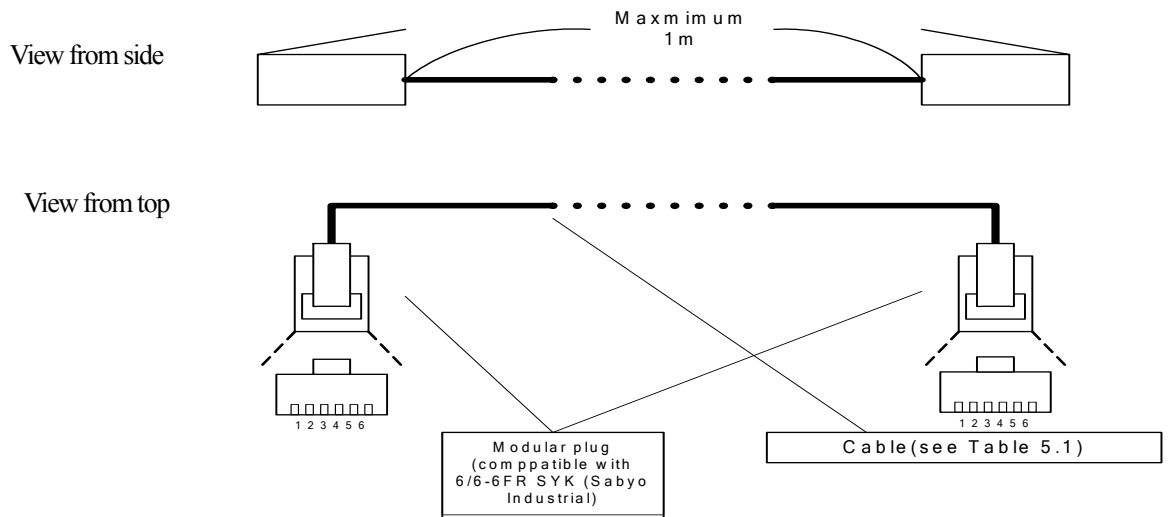 Maxmimum
1m
View from side
View from top
1 2 3 4 5 6
1 2 3 4 5 6
Modular plug
(comppatible with
6/6-6FR SYK (Sabyo
Industrial)
Cable(see Table 5.1)